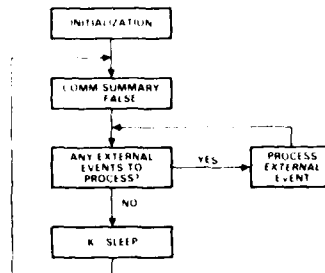 INITIALIZATION
COMM SUMMARY
FALSE
ANY EXTERNAL
EVENTS TO
PROCESS?
YES
PROCESS
EXTERNAL
EVENT
NO
K SLEEP